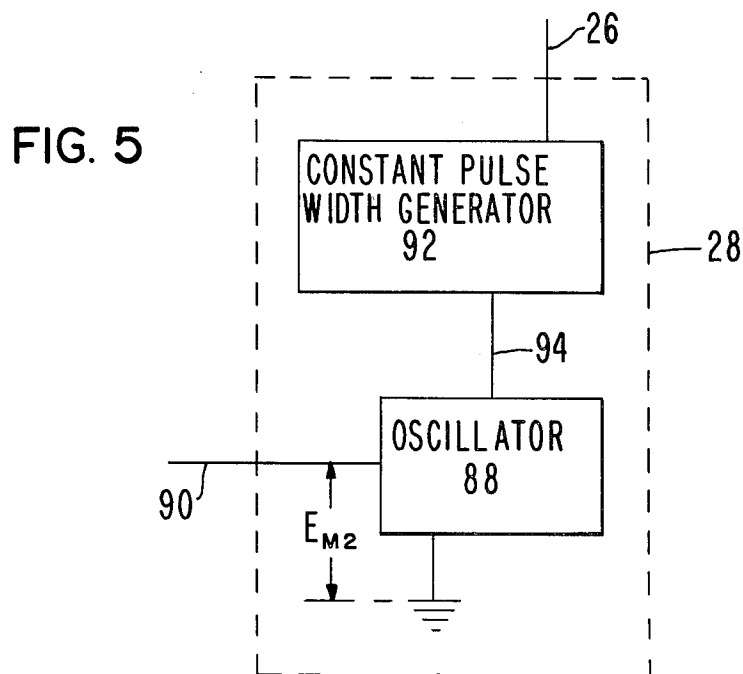 26
FIG. 5
CONSTANT PULSE
WIDTH GENERATOR
92
28
94
OSCILLATOR
88
90
EM2